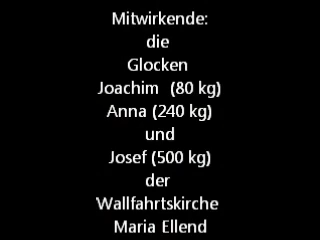 Mitwirkende:
die
Glocken
Joachim (80 kg)
Anna (240 kg)
und
Josef (500 kg)
der
Wallfahrtskirche
Maria Ellend